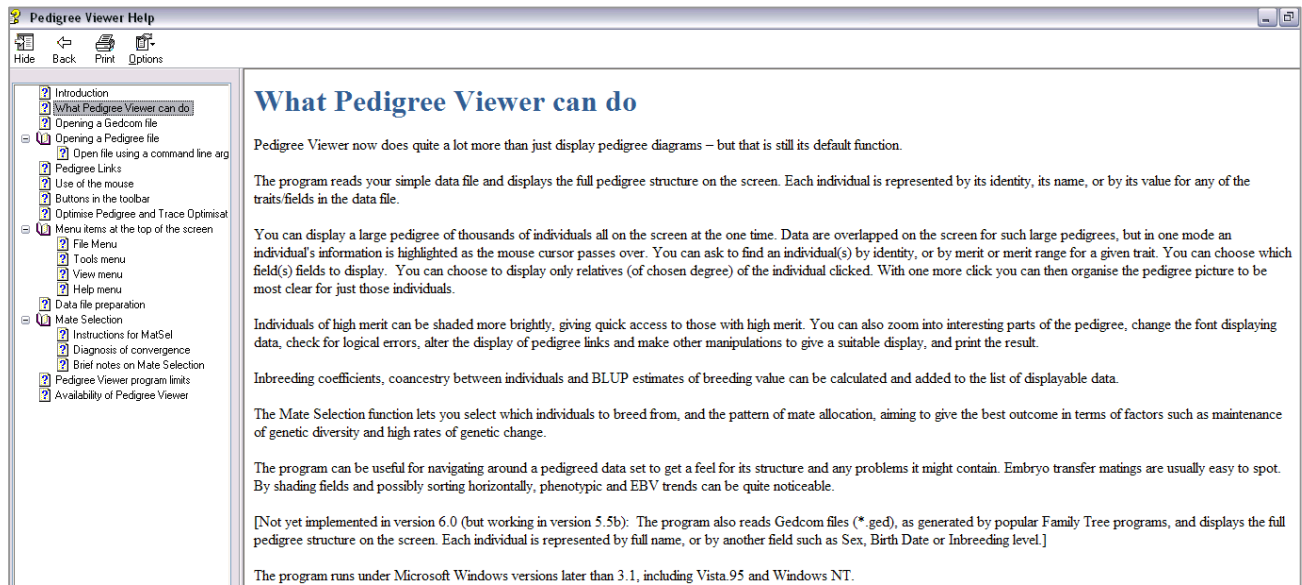 Pedigree Viewer Help
Hide Back Print Options
Introduction
What Pedigree Viewer can do
Opening a Gedcom file
Opening a Pedigree file
Open file using a command line arg
Pedigree Links
Use of the mouse
Buttons in the toolbar
Optimise Pedigree and Trace Optimisat
Menu items at the top of the screen
File Menu
Tools menu
View menu
Help menu
Data file preparation
Mate Selection
Instructions for MatSel
Diagnosis of convergence
Brief notes on Mate Selection
Pedigree Viewer program limits
Availability of Pedigree Viewer
What Pedigree Viewer can do
Pedigree Viewer now does quite a lot more than just display pedigree diagrams – but that is still its default function.
The program reads your simple data file and displays the full pedigree structure on the screen. Each individual is represented by its identity, its name, or by its value for any of the
traits/fields in the data file.
You can display a large pedigree of thousands of individuals all on the screen at the one time. Data are overlapped on the screen for such large pedigrees, but in one mode an
individual's information is highlighted as the mouse cursor passes over. You can ask to find an individual(s) by identity, or by merit or merit range for a given trait. You can choose which
field(s) fields to display. You can choose to display only relatives (of chosen degree) of the individual clicked. With one more click you can then organise the pedigree picture to be
most clear for just those individuals.
Individuals of high merit can be shaded more brightly, giving quick access to those with high merit. You can also zoom into interesting parts of the pedigree, change the font displaying
data, check for logical errors, alter the display of pedigree links and make other manipulations to give a suitable display, and print the result.
Inbreeding coefficients, coancestry between individuals and BLUP estimates of breeding value can be calculated and added to the list of displayable data.
The Mate Selection function lets you select which individuals to breed from, and the pattern of mate allocation, aiming to give the best outcome in terms of factors such as maintenance
of genetic diversity and high rates of genetic change.
The program can be useful for navigating around a pedigreed data set to get a feel for its structure and any problems it might contain. Embryo transfer matings are usually easy to spot.
By shading fields and possibly sorting horizontally, phenotypic and EBV trends can be quite noticeable.
[Not yet implemented in version 6.0 (but working in version 5.5b): The program also reads Gedcom files (*.ged), as generated by popular Family Tree programs, and displays the full
pedigree structure on the screen. Each individual is represented by full name, or by another field such as Sex, Birth Date or Inbreeding level.]
The program runs under Microsoft Windows versions later than 3.1, including Vista.95 and Windows NT.